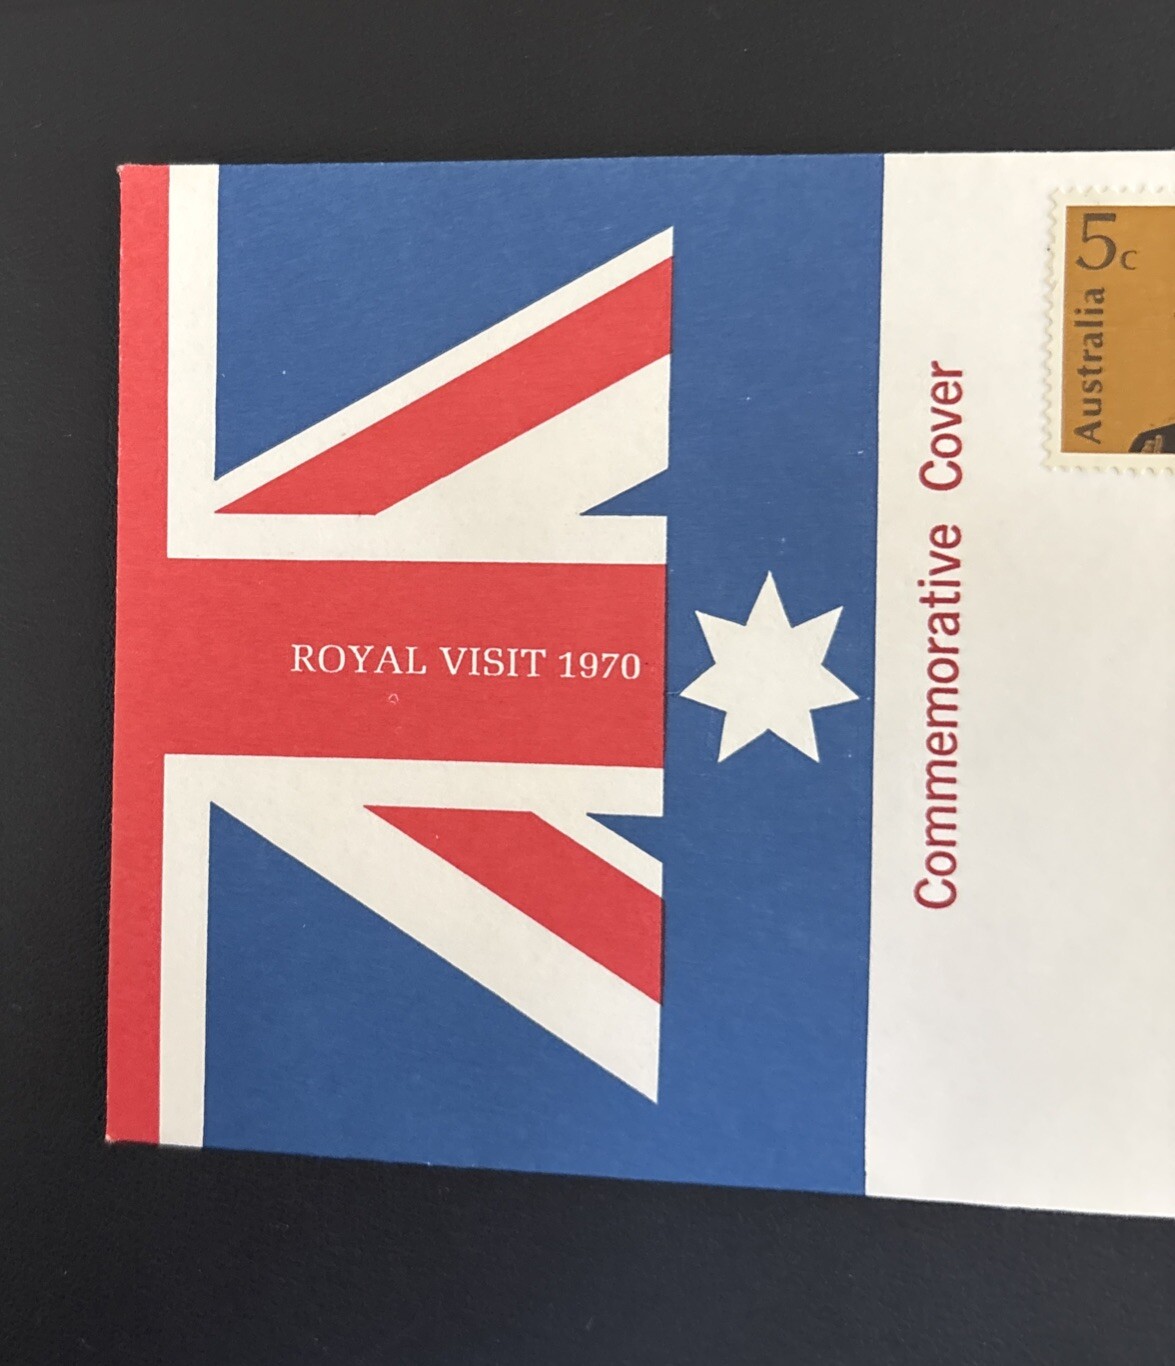 ROYAL VISIT 1970
Commemorative Cover
Australia 5c